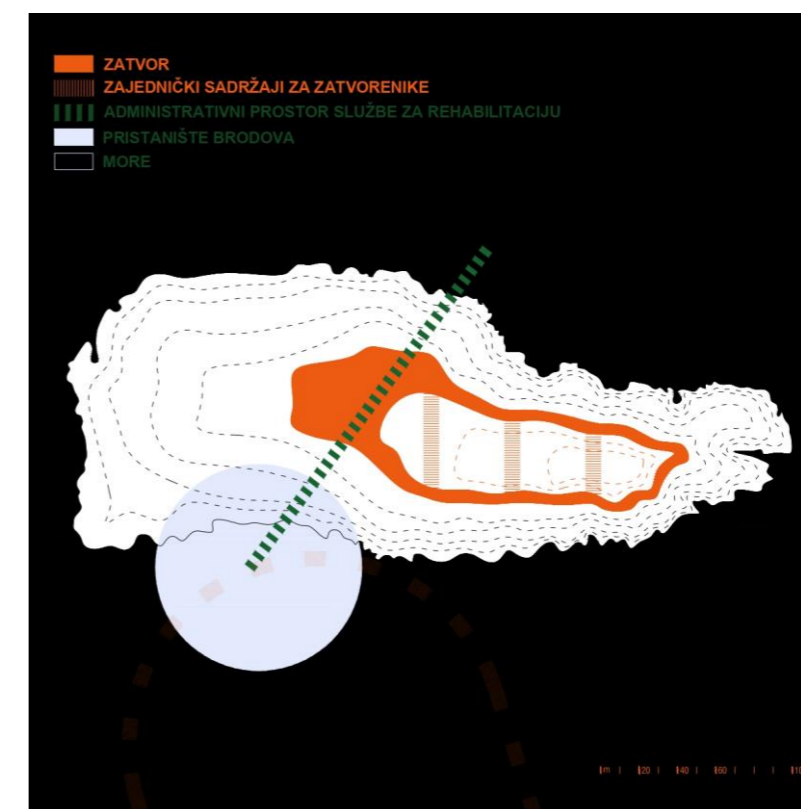 ZATVOR
ZAJEDNIČKI SADRŽAJI ZA ZATVORENIKE
ADMINISTRATIVNI PROSTOR SLUŽBE ZA REHABILITACIJU
PRISTANIŠTE BRODOVA
MORE
m 20 40 60